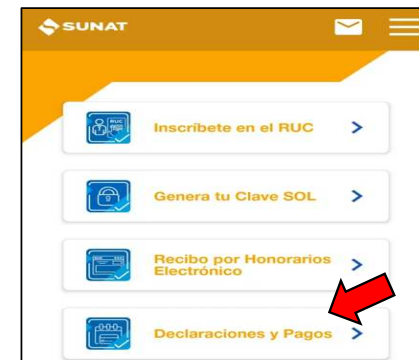 SUNAT
Inscríbete en el RUC
Genera tu Clave SOL
Recibo por Honorarios
Electrónico
Declaraciones y Pagos